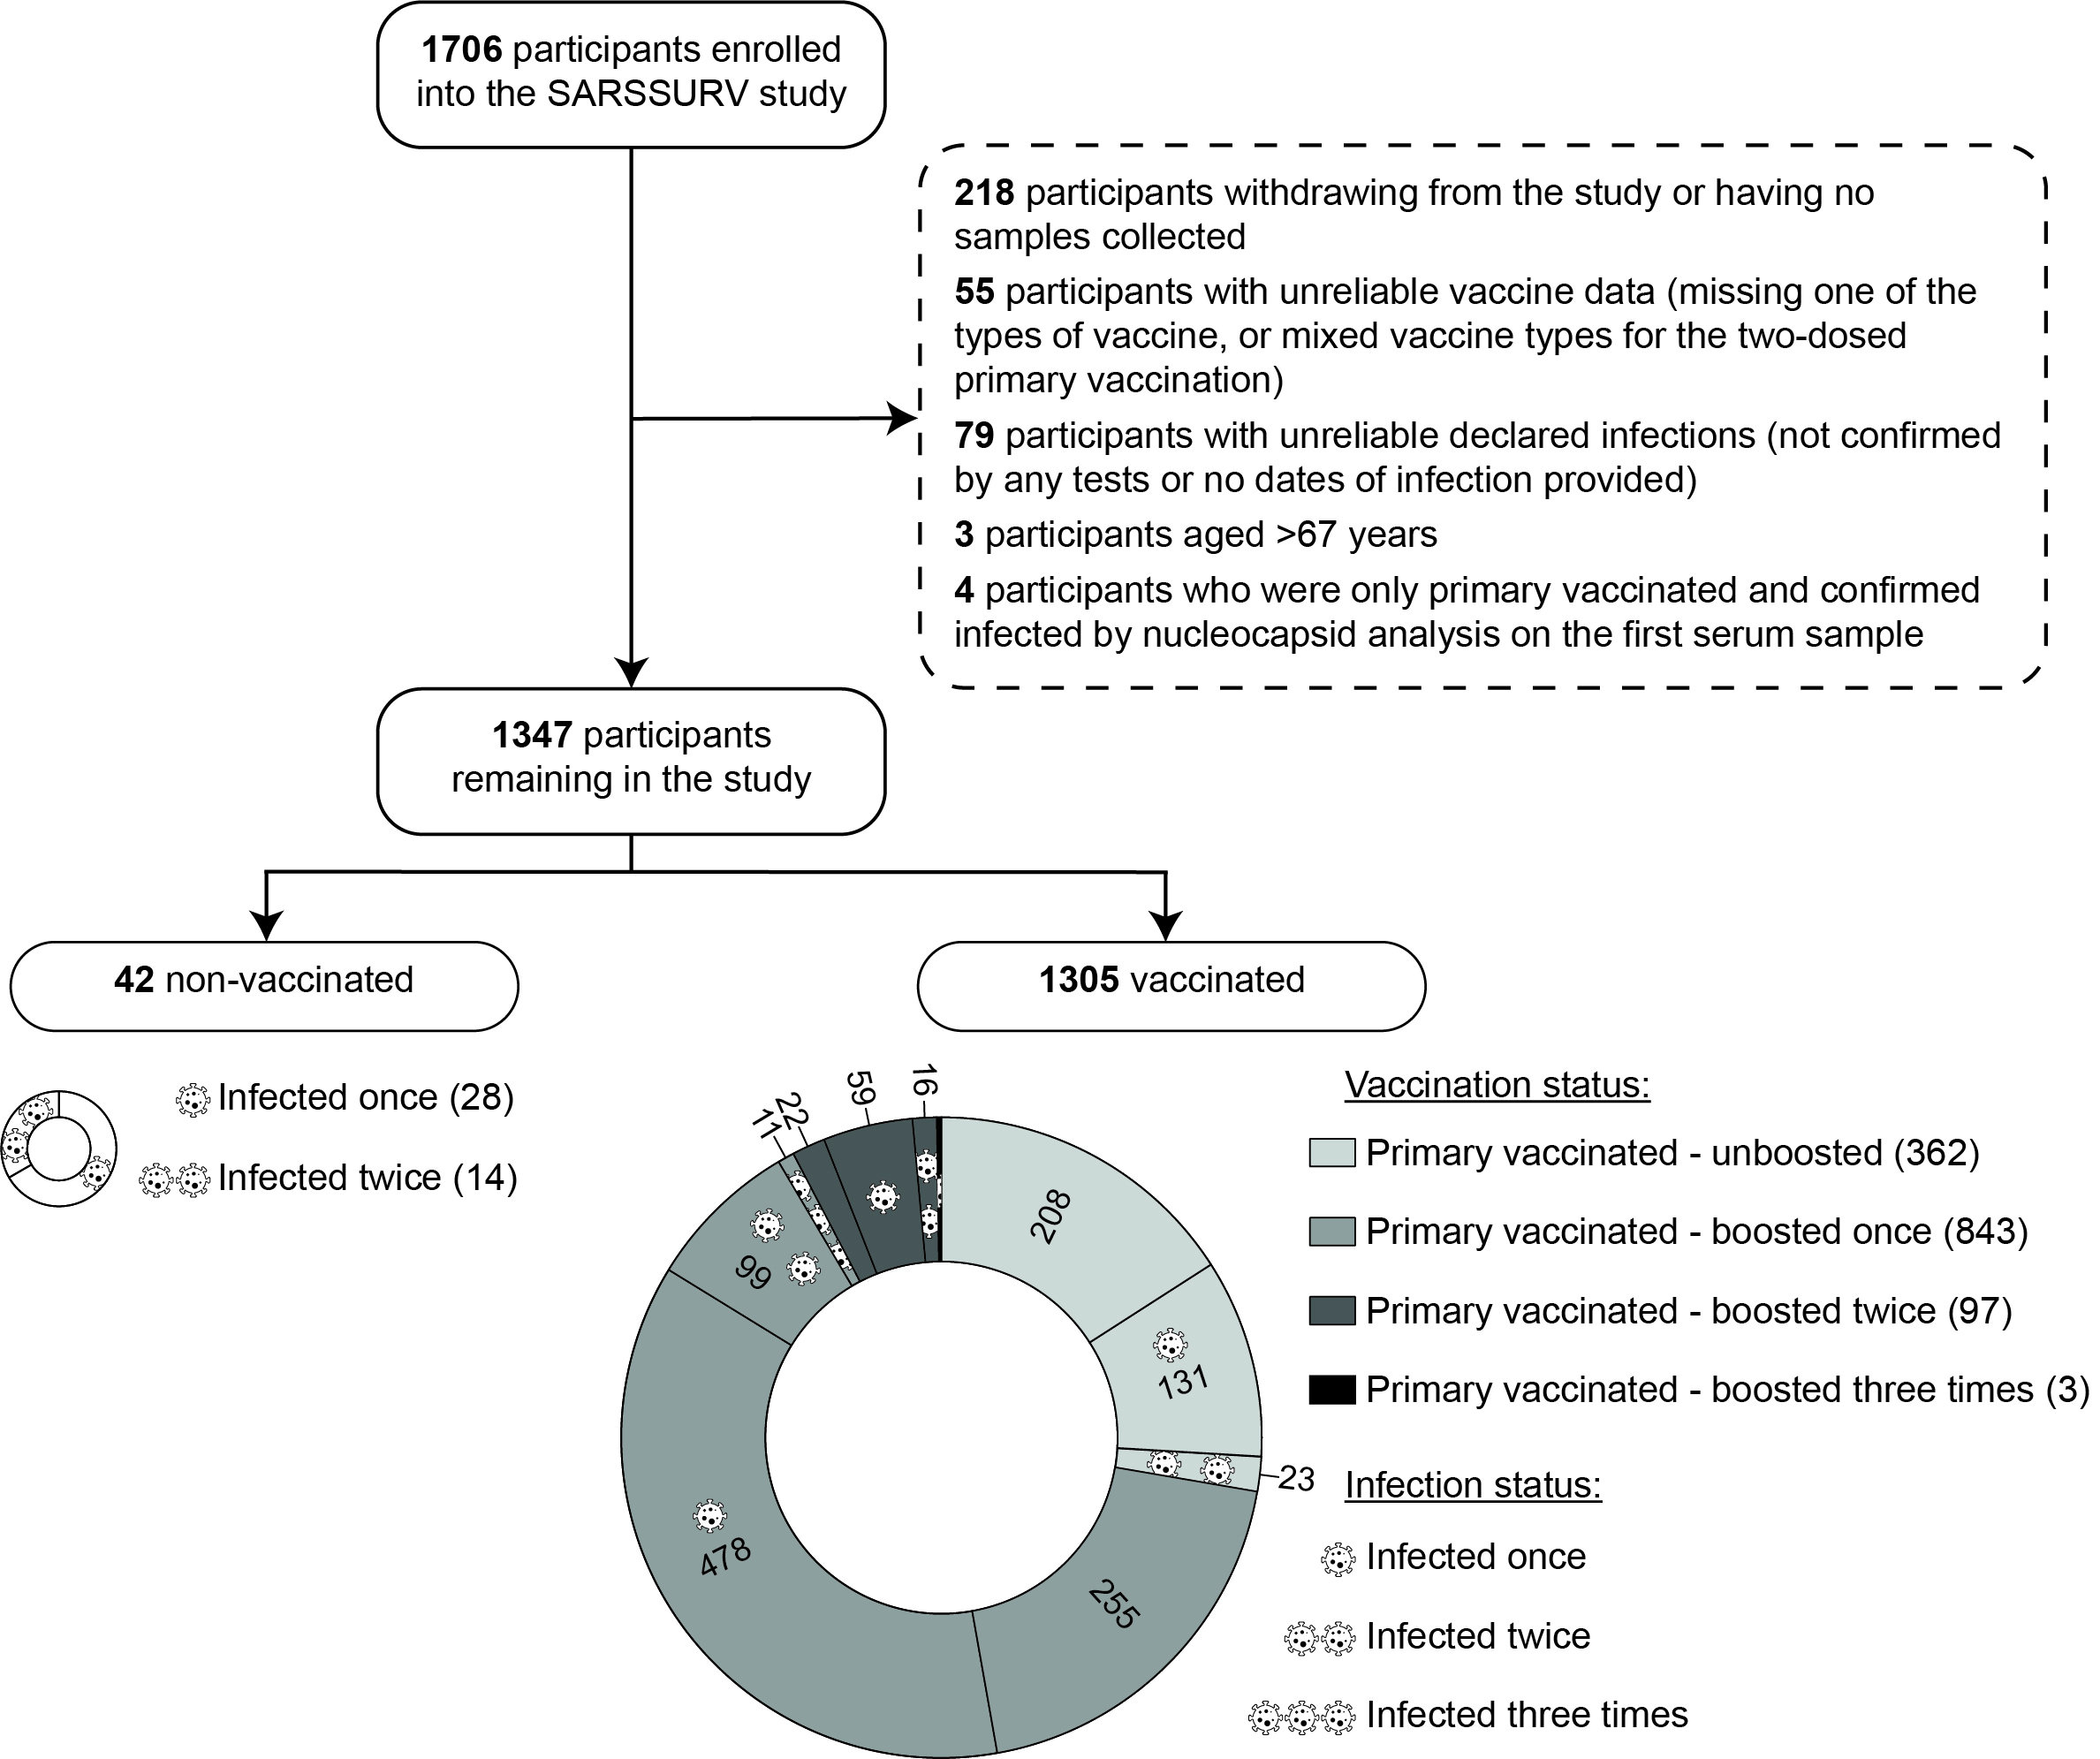 1706 participants enrolled
into the SARSSURV study
218 participants withdrawing from the study or having no
samples collected
55 participants with unreliable vaccine data (missing one of the
types of vaccine, or mixed vaccine types for the two-dosed
primary vaccination)
79 participants with unreliable declared infections (not confirmed
by any tests or no dates of infection provided)
3 participants aged >67 years
4 participants who were only primary vaccinated and confirmed
infected by nucleocapsid analysis on the first serum sample
1347 participants
remaining in the study
42 non-vaccinated
1305 vaccinated
Infected once (28)
Infected twice (14)
11
22
59
16
208
131
23
255
478
99
Vaccination status:
Primary vaccinated - unboosted (362)
Primary vaccinated - boosted once (843)
Primary vaccinated - boosted twice (97)
Primary vaccinated - boosted three times (3)
Infection status:
Infected once
Infected twice
Infected three times